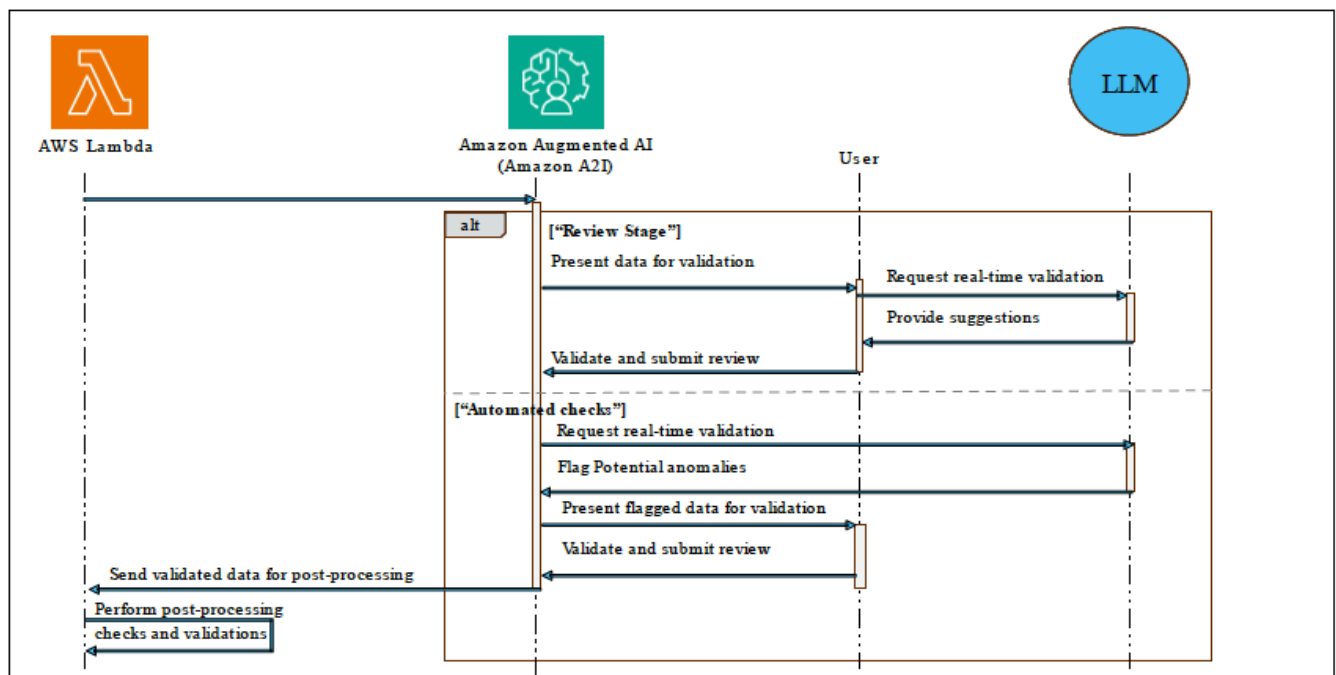 LLM
AWS Lambda
Amazon Augmented AI
(Amazon A2I)
User
alt
[“Review Stage”]
Present data for validation
Request real-time validation
Provide suggestions
Validate and submit review
[“Automated checks”]
Request real-time validation
Flag Potential anomalies
Present flagged data for validation
Validate and submit review
Send validated data for post-processing
Perform post-processing
checks and validations